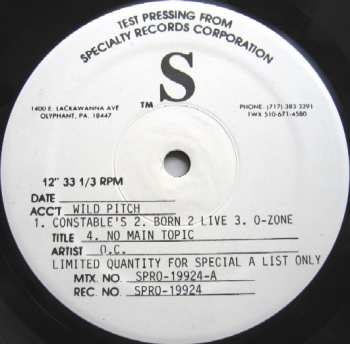 TEST PRESSING FROM
SPECIALTY RECORDS CORPORATION
S
TM
1400 E. LACKAWANNA AVE
OLYPHANT, PA. 18447
PHONE: (717) 383 3291
TWX 510-671-4580
12" 33 1/3 RPM
DATE
ACC'T WILD PITCH
1. CONSTABLE'S 2. BORN 2 LIVE 3. O-ZONE
TITLE 4. NO MAIN TOPIC
ARTIST O.C.
LIMITED QUANTITY FOR SPECIAL A LIST ONLY
MTX. NO. SPRO-19924-A
REC. NO. SPRO-19924